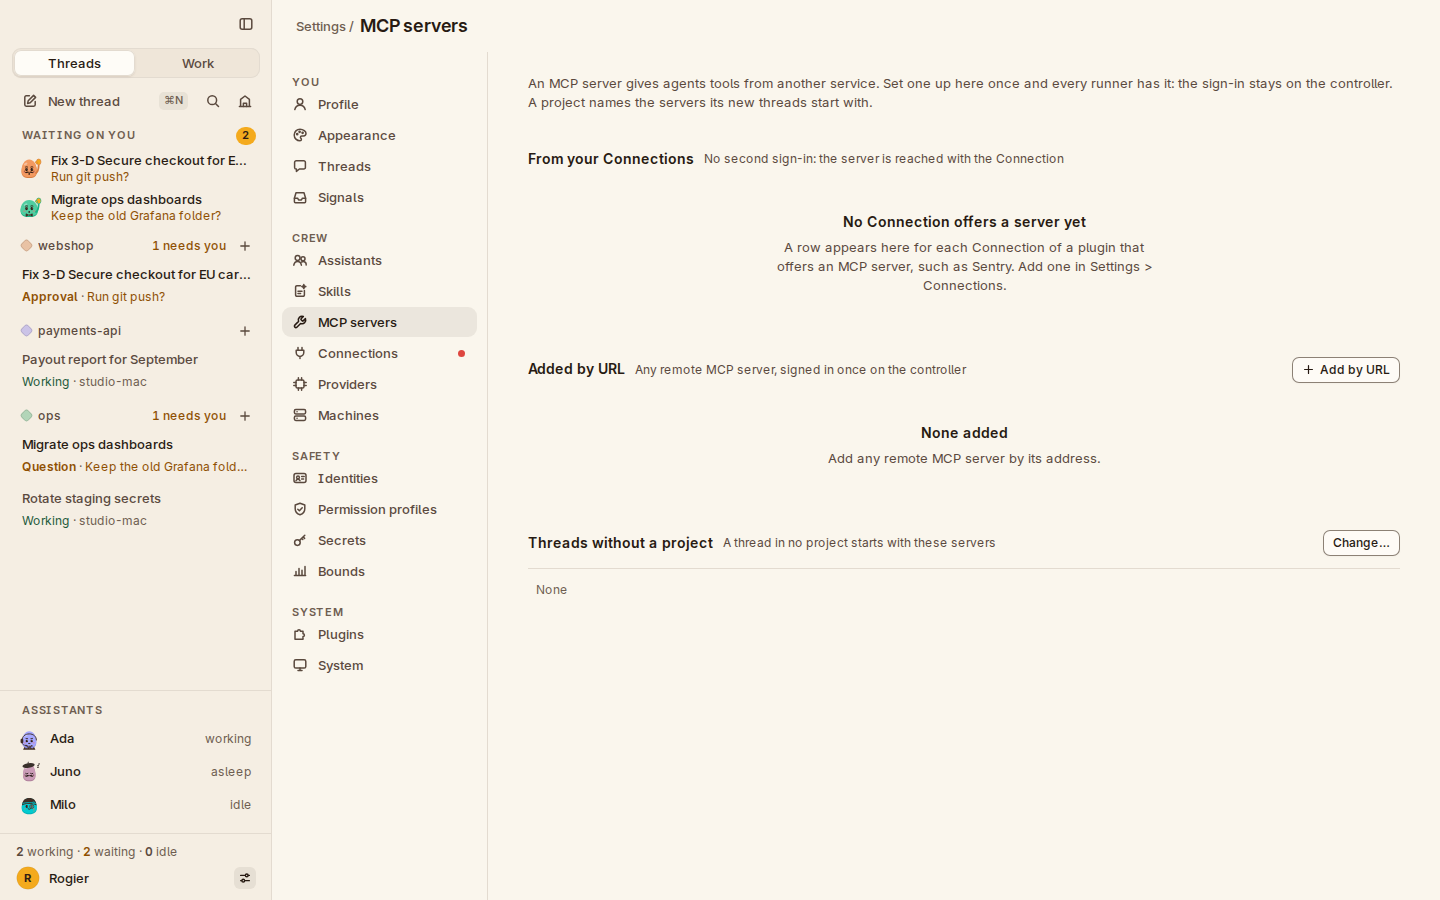 Threads
Work
New thread
⌘N
WAITING ON YOU
2
Fix 3-D Secure checkout for E...
Run git push?
Migrate ops dashboards
Keep the old Grafana folder?
webshop
1 needs you
Fix 3-D Secure checkout for EU car...
Approval · Run git push?
payments-api
Payout report for September
Working · studio-mac
ops
1 needs you
Migrate ops dashboards
Question · Keep the old Grafana fold...
Rotate staging secrets
Working · studio-mac
ASSISTANTS
Ada
working
Juno
asleep
Milo
idle
2 working · 2 waiting · 0 idle
R
Rogier
Settings / MCP servers
YOU
Profile
Appearance
Threads
Signals
CREW
Assistants
Skills
MCP servers
Connections
Providers
Machines
SAFETY
Identities
Permission profiles
Secrets
Bounds
SYSTEM
Plugins
System
An MCP server gives agents tools from another service. Set one up here once and every runner has it: the sign-in stays on the controller.
A project names the servers its new threads start with.
From your Connections
No second sign-in: the server is reached with the Connection
No Connection offers a server yet
A row appears here for each Connection of a plugin that
offers an MCP server, such as Sentry. Add one in Settings >
Connections.
Added by URL
Any remote MCP server, signed in once on the controller
Add by URL
None added
Add any remote MCP server by its address.
Threads without a project
A thread in no project starts with these servers
Change...
None